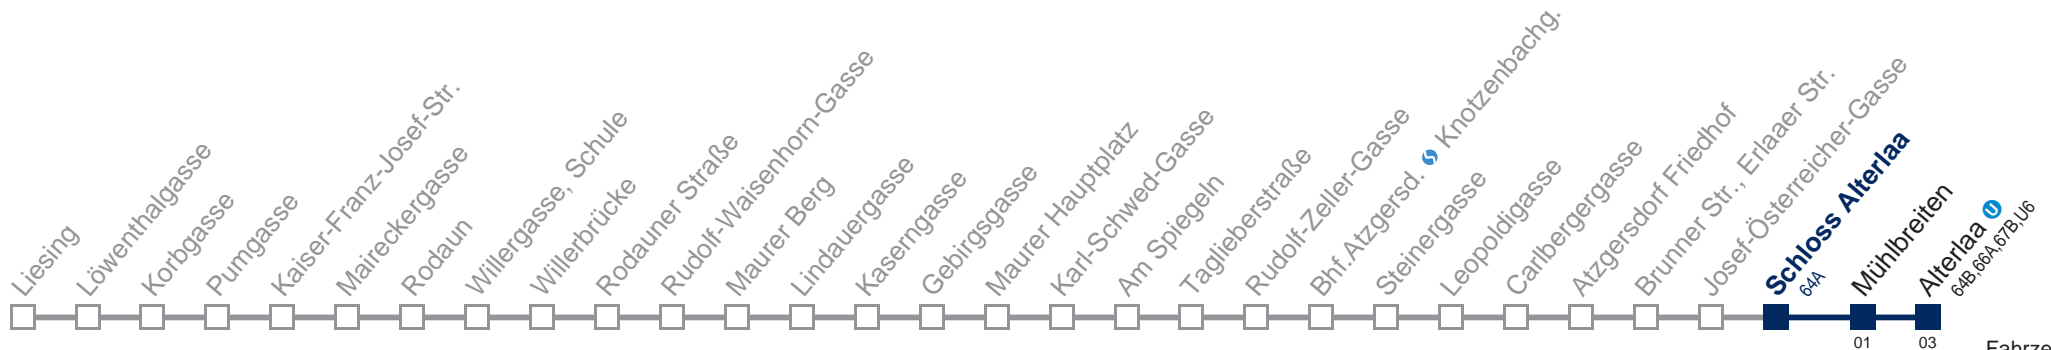 Liesing
Löwenthalgasse
Korbgasse
Pumgasse
Kaiser-Franz-Josef-Str.
Maireckergasse
Rodaun
Willergasse, Schule
Willerbrücke
Rodauner Straße
Rudolf-Waisenhorn-Gasse
Maurer Berg
Lindauergasse
Kaserngasse
Gebirgsgasse
Maurer Hauptplatz
Karl-Schwed-Gasse
Am Spiegeln
Taglieberstraße
Rudolf-Zeller-Gasse
Bhf. Atzgersd. S Knotzenbachg.
Steinergasse
Leopoldigasse
Carlbergergasse
Atzgersdorf Friedhof
Brunner Str., Erlaaer Str.
Josef-Österreicher-Gasse
Schloss Alterlaa
64A
Mühlbreiten
Alterlaa U
64B,66A,67B,U6
01
03